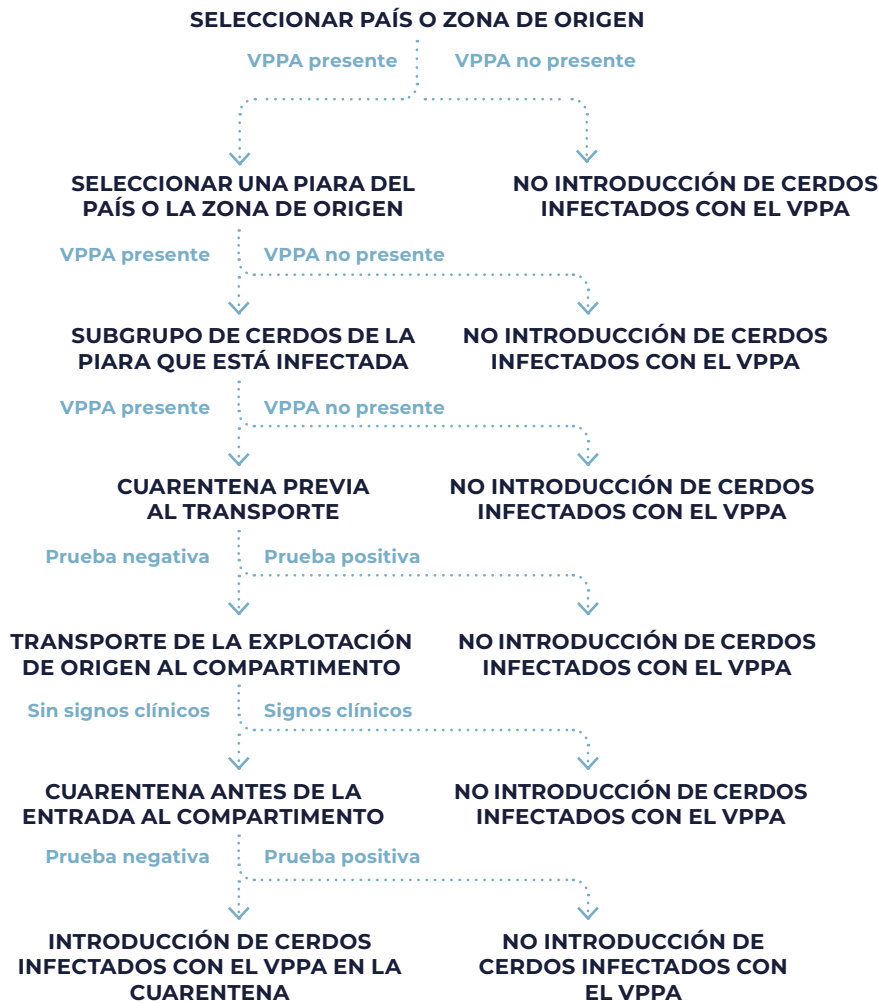 SELECCIONAR PAÍS O ZONA DE ORIGEN
VPPA presente
VPPA no presente
SELECCIONAR UNA PIARA DEL
PAÍS O LA ZONA DE ORIGEN
NO INTRODUCCIÓN DE CERDOS
INFECTADOS CON EL VPPA
VPPA presente
VPPA no presente
SUBGRUPO DE CERDOS DE LA
PIARA QUE ESTÁ INFECTADA
NO INTRODUCCIÓN DE CERDOS
INFECTADOS CON EL VPPA
VPPA presente
VPPA no presente
CUARENTENA PREVIA
AL TRANSPORTE
NO INTRODUCCIÓN DE CERDOS
INFECTADOS CON EL VPPA
Prueba negativa
Prueba positiva
TRANSPORTE DE LA EXPLOTACIÓN
DE ORIGEN AL COMPARTIMENTO
NO INTRODUCCIÓN DE CERDOS
INFECTADOS CON EL VPPA
Sin signos clínicos
Signos clínicos
CUARENTENA ANTES DE LA
ENTRADA AL COMPARTIMENTO
NO INTRODUCCIÓN DE CERDOS
INFECTADOS CON EL VPPA
Prueba negativa
Prueba positiva
INTRODUCCIÓN DE CERDOS
INFECTADOS CON EL VPPA EN LA
CUARENTENA
NO INTRODUCCIÓN DE
CERDOS INFECTADOS CON
EL VPPA